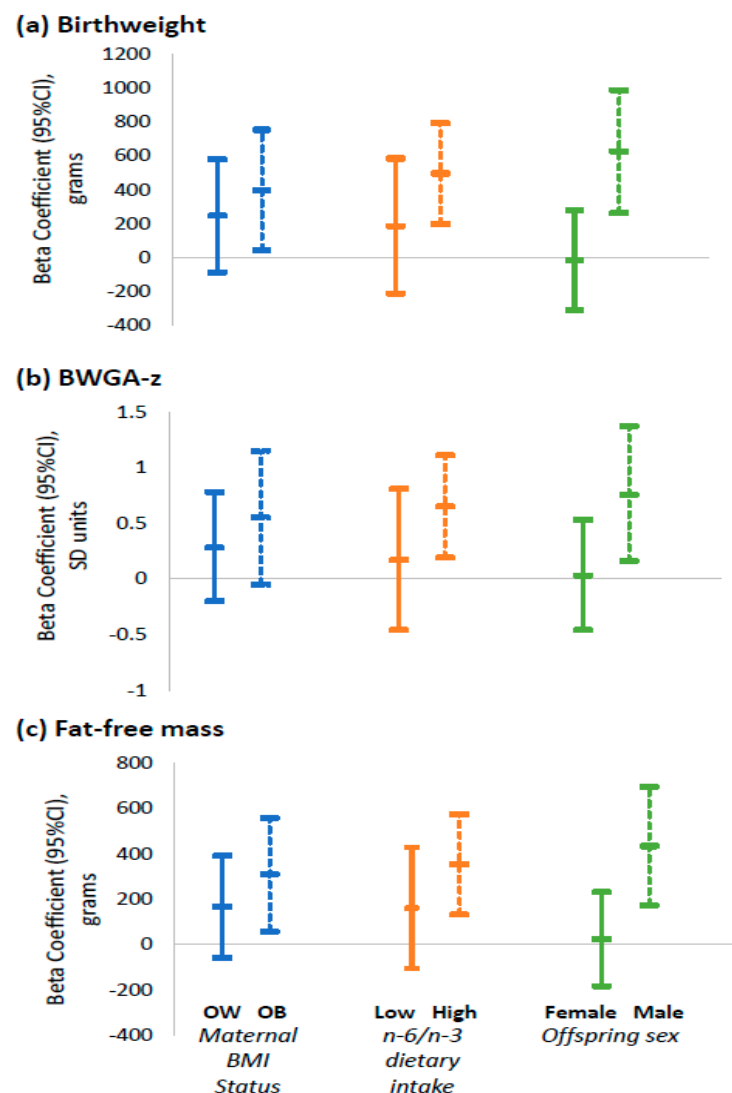 (a) Birthweight
1200
1000
800
600
400
200
0
-200
-400
Beta Coefficient (95%CI),
grams
(b) BWGA-z
1.5
1
0.5
0
-0.5
-1
Beta Coefficient (95%CI),
SD units
(c) Fat-free mass
800
600
400
200
0
-200
-400
Beta Coefficient (95%CI),
grams
OW OB Low High Female Male
Maternal n-6/n-3 Offspring sex
BMI dietary
Status intake